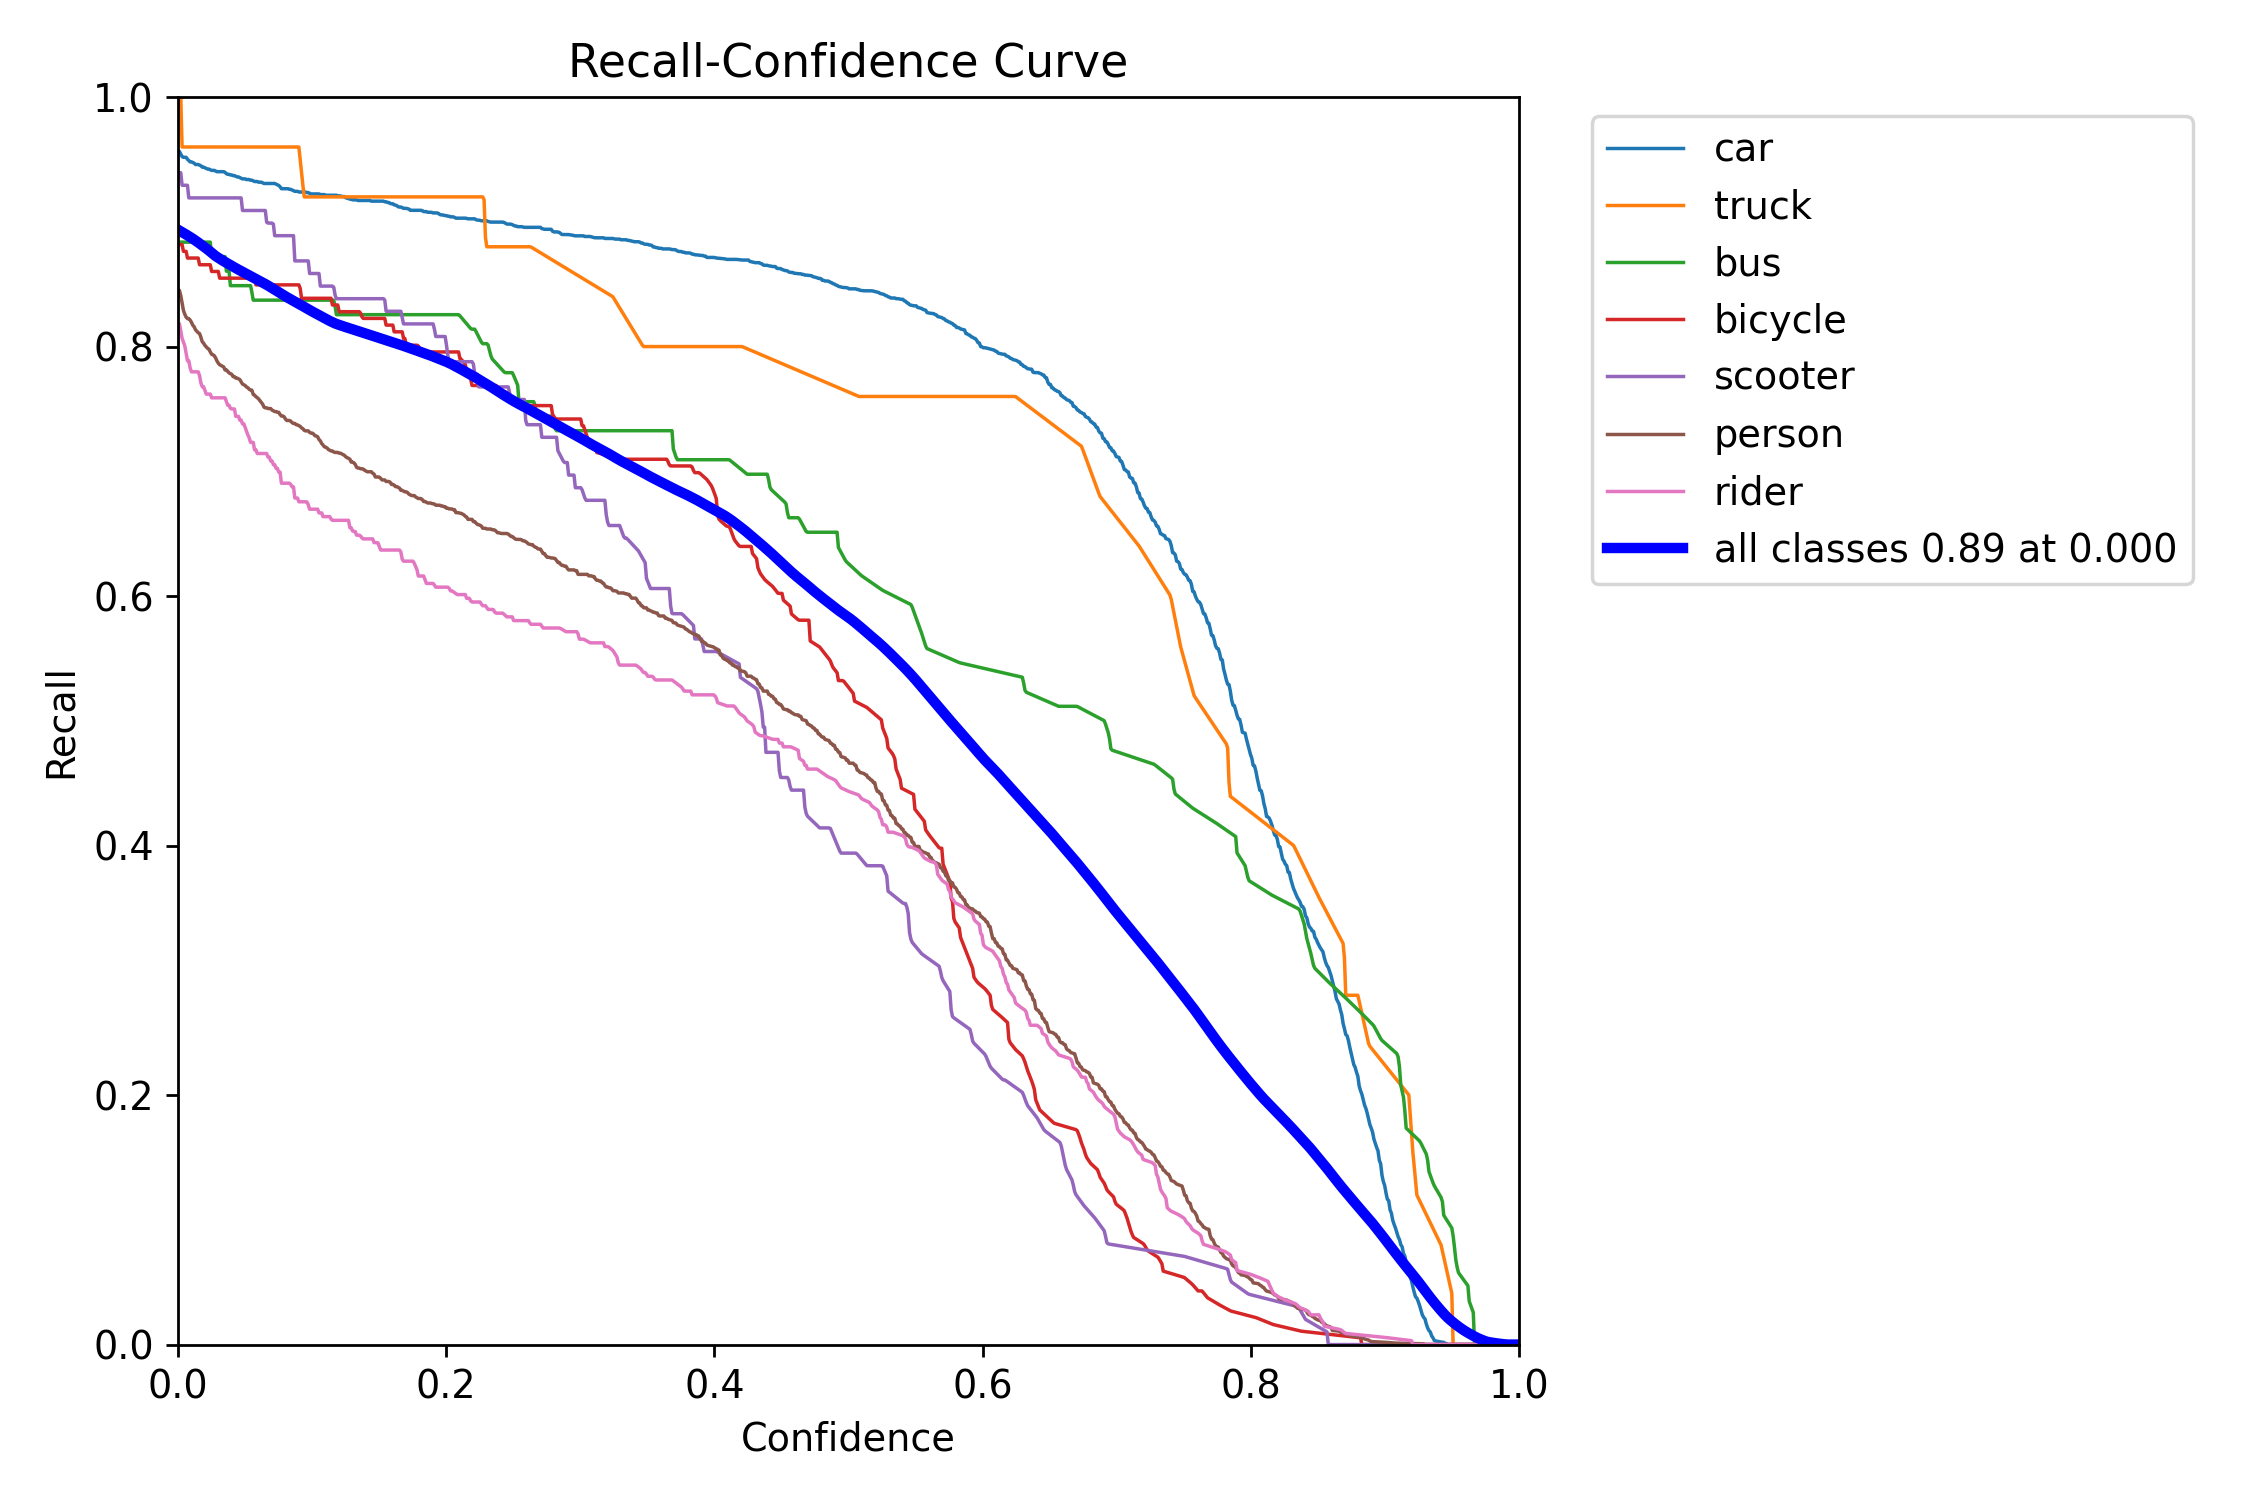 Recall-Confidence Curve
1.0
0.8
0.6
0.4
0.2
0.0
Recall
0.0 0.2 0.4 0.6 0.8 1.0
Confidence
car
truck
bus
bicycle
scooter
person
rider
all classes 0.89 at 0.000